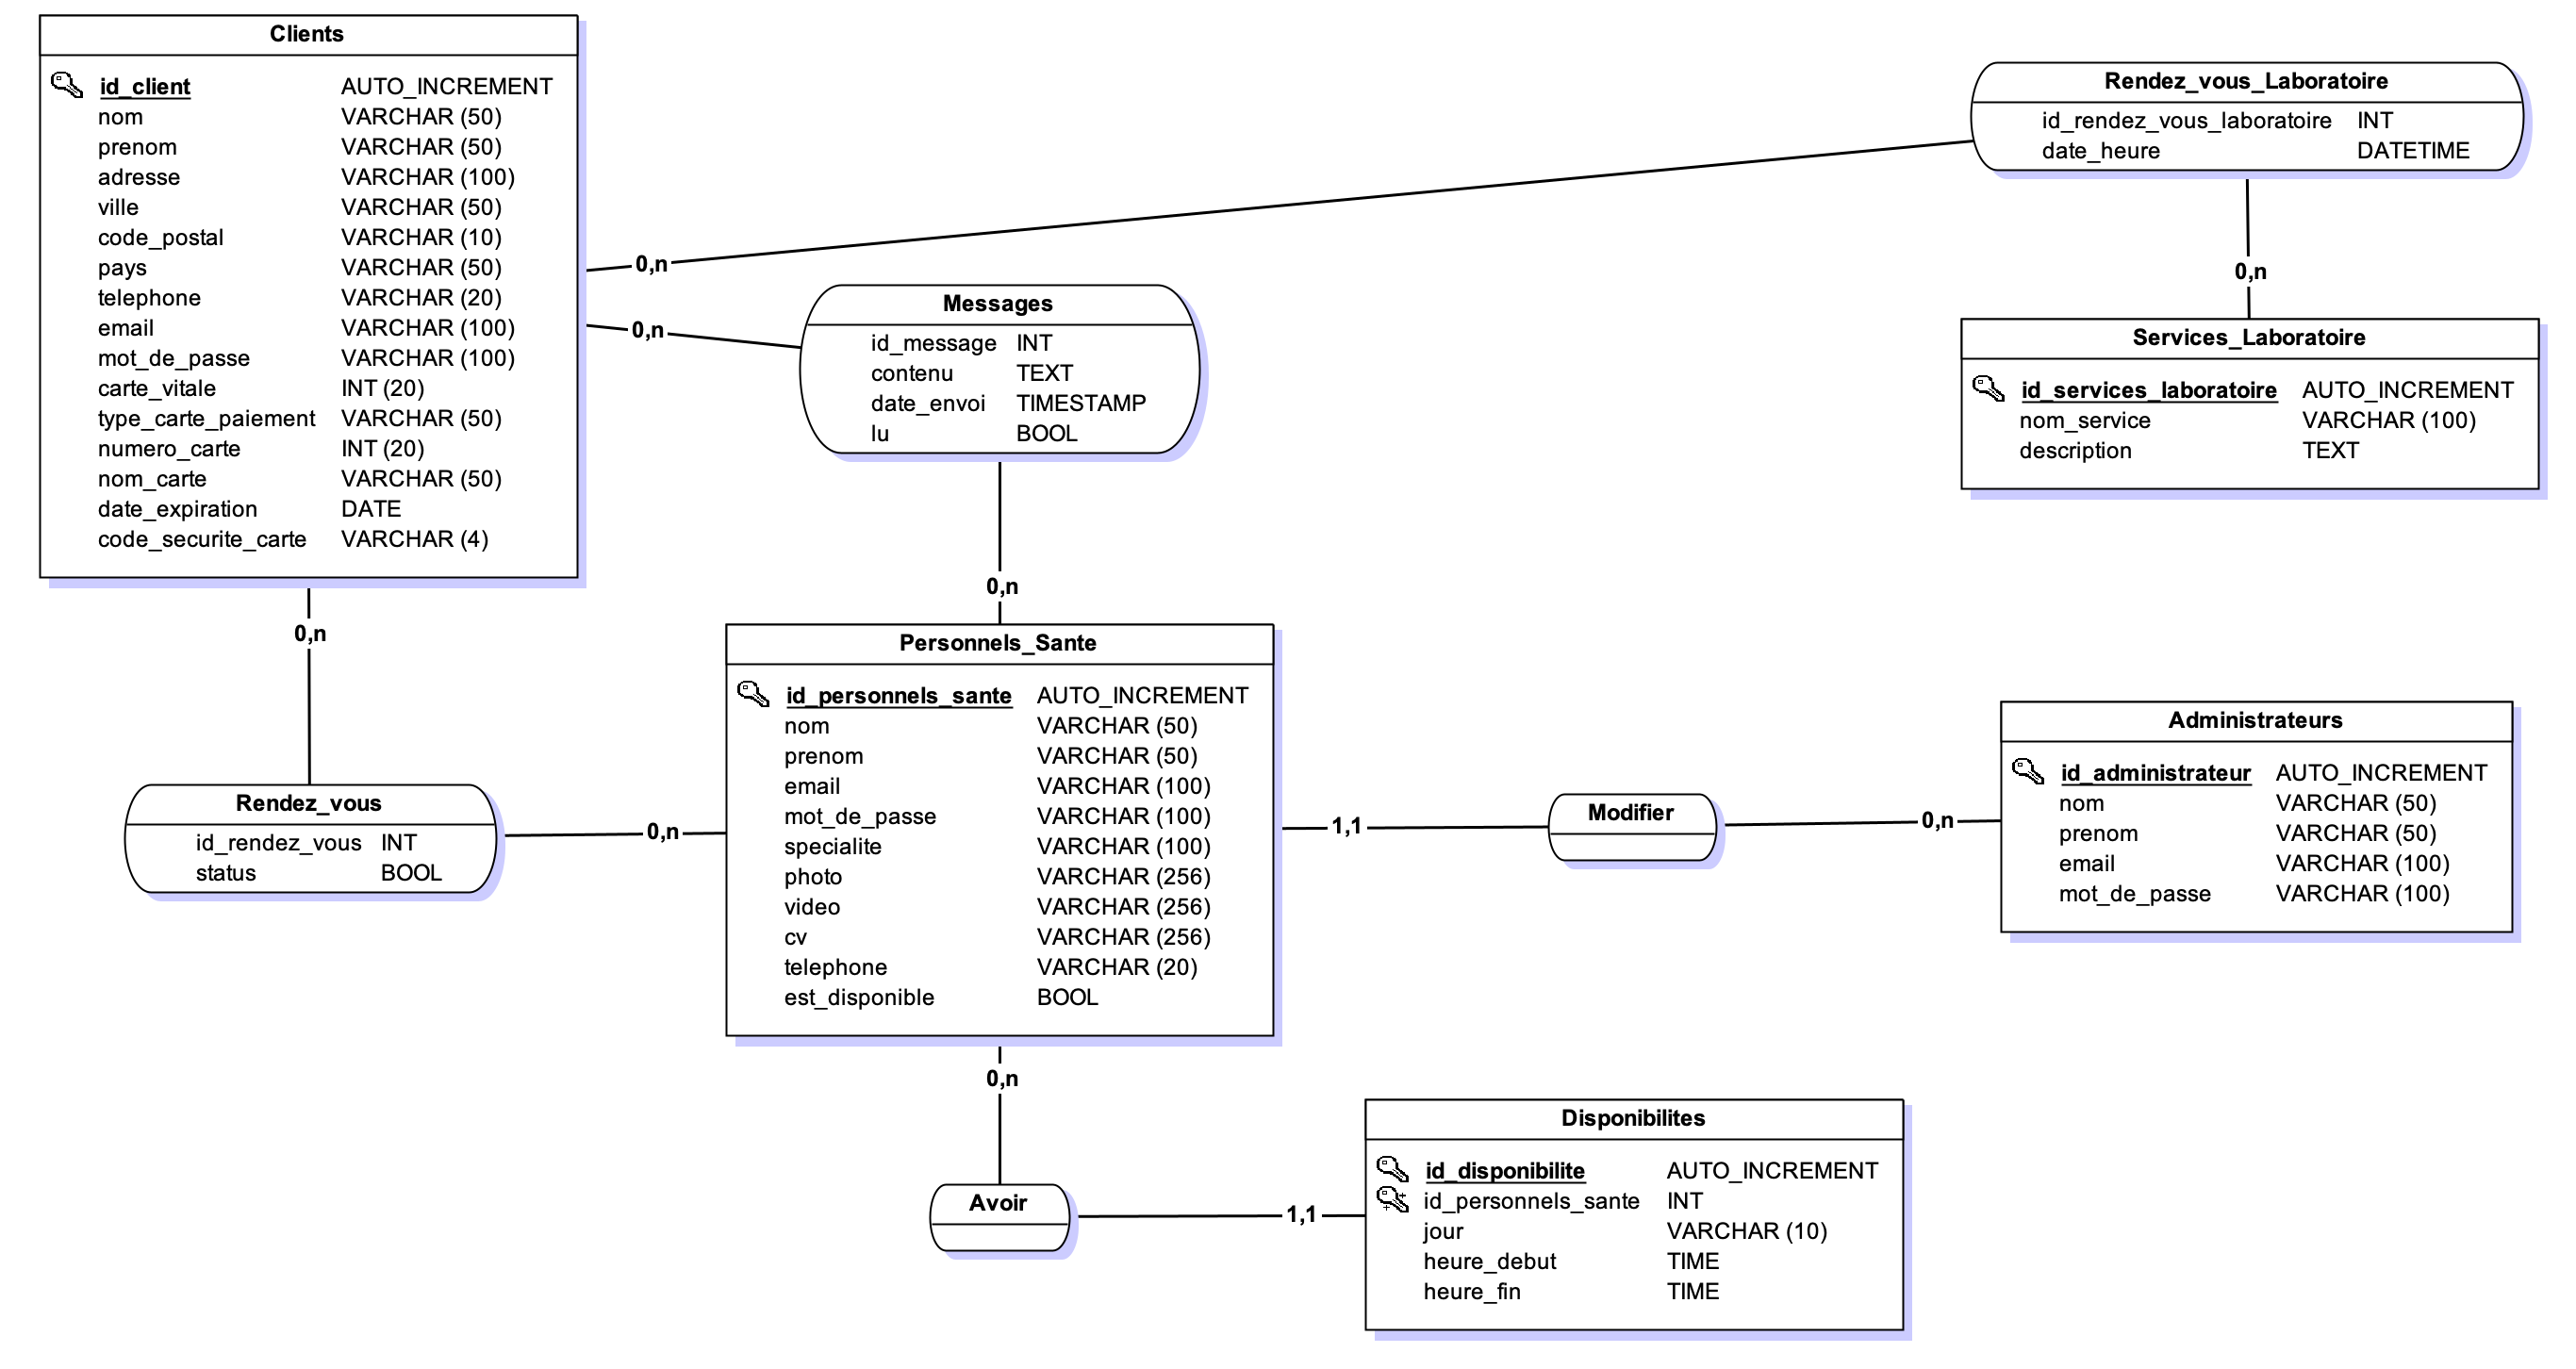 Clients
id_client AUTO_INCREMENT
nom VARCHAR (50)
prenom VARCHAR (50)
adresse VARCHAR (100)
ville VARCHAR (50)
code_postal VARCHAR (10)
pays VARCHAR (50)
telephone VARCHAR (20)
email VARCHAR (100)
mot_de_passe VARCHAR (100)
carte_vitale INT (20)
type_carte_paiement VARCHAR (50)
numero_carte INT (20)
nom_carte VARCHAR (50)
date_expiration DATE
code_securite_carte VARCHAR (4)
Rendez_vous_Laboratoire
id_rendez_vous_laboratoire INT
date_heure DATETIME
0,n
0,n
0,n
Messages
id_message INT
contenu TEXT
date_envoi TIMESTAMP
lu BOOL
Services_Laboratoire
id_services_laboratoire AUTO_INCREMENT
nom_service VARCHAR (100)
description TEXT
0,n
0,n
Personnels_Sante
id_personnels_sante AUTO_INCREMENT
nom VARCHAR (50)
prenom VARCHAR (50)
email VARCHAR (100)
mot_de_passe VARCHAR (100)
specialite VARCHAR (100)
photo VARCHAR (256)
video VARCHAR (256)
cv VARCHAR (256)
telephone VARCHAR (20)
est_disponible BOOL
Rendez_vous
id_rendez_vous INT
status BOOL
0,n
1,1
Modifier
0,n
Administrateurs
id_administrateur AUTO_INCREMENT
nom VARCHAR (50)
prenom VARCHAR (50)
email VARCHAR (100)
mot_de_passe VARCHAR (100)
0,n
Avoir
1,1
Disponibilites
id_disponibilite AUTO_INCREMENT
id_personnels_sante INT
jour VARCHAR (10)
heure_debut TIME
heure_fin TIME